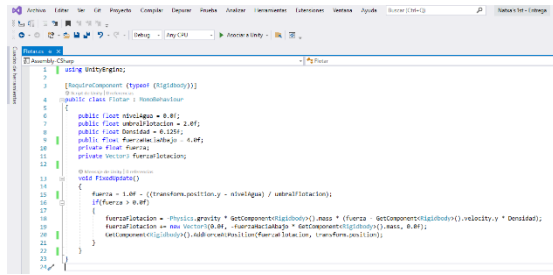 Archivo Editar Ver Git Proyecto Compilar Depurar Prueba Analizar Herramientas Extensiones Ventana Ayuda Buscar (Ctrl+Q)
Debug Any CPU Asociar a Unity
Flotar.cs
Assembly-CSharp Flotar
1 using UnityEngine;
2
3 [RequireComponent (typeof (Rigidbody))]
4 public class Flotar : MonoBehaviour
5 {
6 public float nivelAgua = 0.0f;
7 public float umbralFlotacion = 2.0f;
8 public float Densidad = 0.125f;
9 public float fuerzaHaciaAbajo = 4.0f;
10 private float fuerza;
11 private Vector3 fuerzaFlotacion;
12
13 void FixedUpdate()
14 {
15 fuerza = 1.0f - ((transform.position.y - nivelAgua) / umbralFlotacion);
16 if(fuerza > 0.0f)
17 {
18 fuerzaFlotacion = -Physics.gravity * GetComponent<Rigidbody>().mass * (fuerza - GetComponent<Rigidbody>().velocity.y * Densidad);
19 fuerzaFlotacion += new Vector3(0.0f, -fuerzaHaciaAbajo * GetComponent<Rigidbody>().mass, 0.0f);
20 GetComponent<Rigidbody>().AddForceAtPosition(fuerzaFlotacion, transform.position);
21 }
22 }
23 }
24